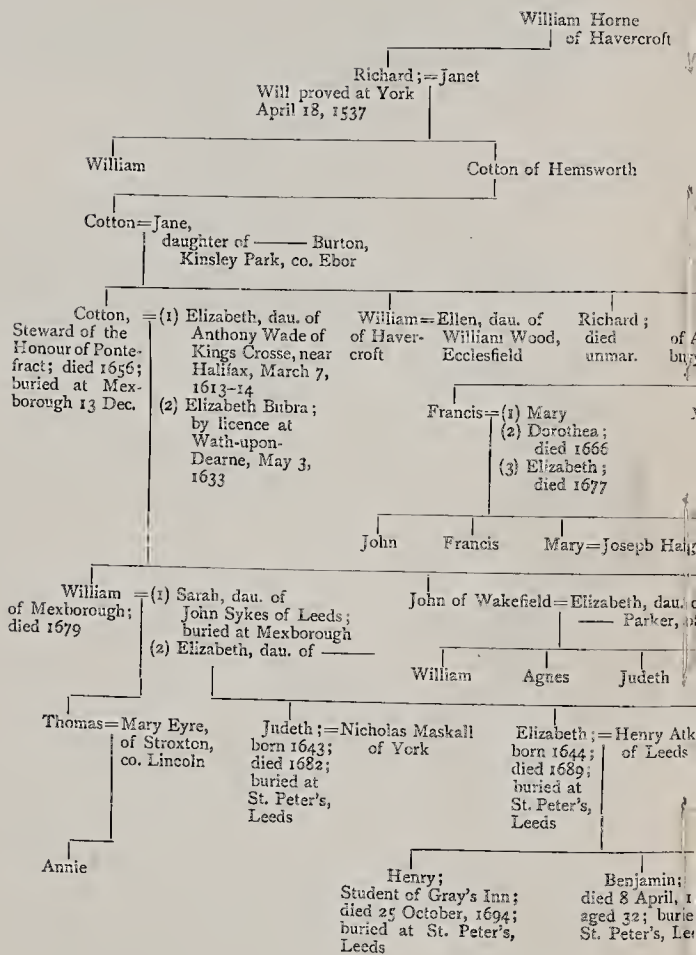 William Horne
of Havercroft
Richard;=Janet
Will proved at York
April 18, 1537
William
Cotton of Hemsworth
Cotton=Jane,
daughter of —— Burton,
Kinsley Park, co. Ebor
Cotton,
Steward of the
Honour of Ponte-
fract; died 1656;
buried at Mex-
borough 13 Dec.
=(1) Elizabeth, dau. of
Anthony Wade of
Kings Crosse, near
Halifax, March 7,
1613-14
(2) Elizabeth Bubra;
by licence at
Wath-upon-
Dearne, May 3,
1633
William=
of Haver-
croft
Ellen, dau. of
William Wood,
Ecclesfield
Richard;
died
unmar.
of
Francis=(1) Mary
(2) Dorothea;
died 1666
(3) Elizabeth;
died 1677
John
Francis
Mary=Joseph
William
of Mexborough;
died 1679
=(1) Sarah, dau. of
John Sykes of Leeds;
buried at Mexborough
(2) Elizabeth, dau. of ——
John of Wakefield=Elizabeth, dau.
—— Parker,
William
Agnes
Judeth
Thomas=Mary Eyre,
of Stroxton,
co. Lincoln
Judeth;=Nicholas Maskall
born 1643; of York
died 1682;
buried at
St. Peter's,
Leeds
Elizabeth;=Henry Atk
born 1644; of Leeds
died 1689;
buried at
St. Peter's,
Leeds
Annie
Henry;
Student of Gray's Inn;
died 25 October, 1694;
buried at St. Peter's,
Leeds
Benjamin;
died 8 April, 1
aged 32; burie
St. Peter's, Le